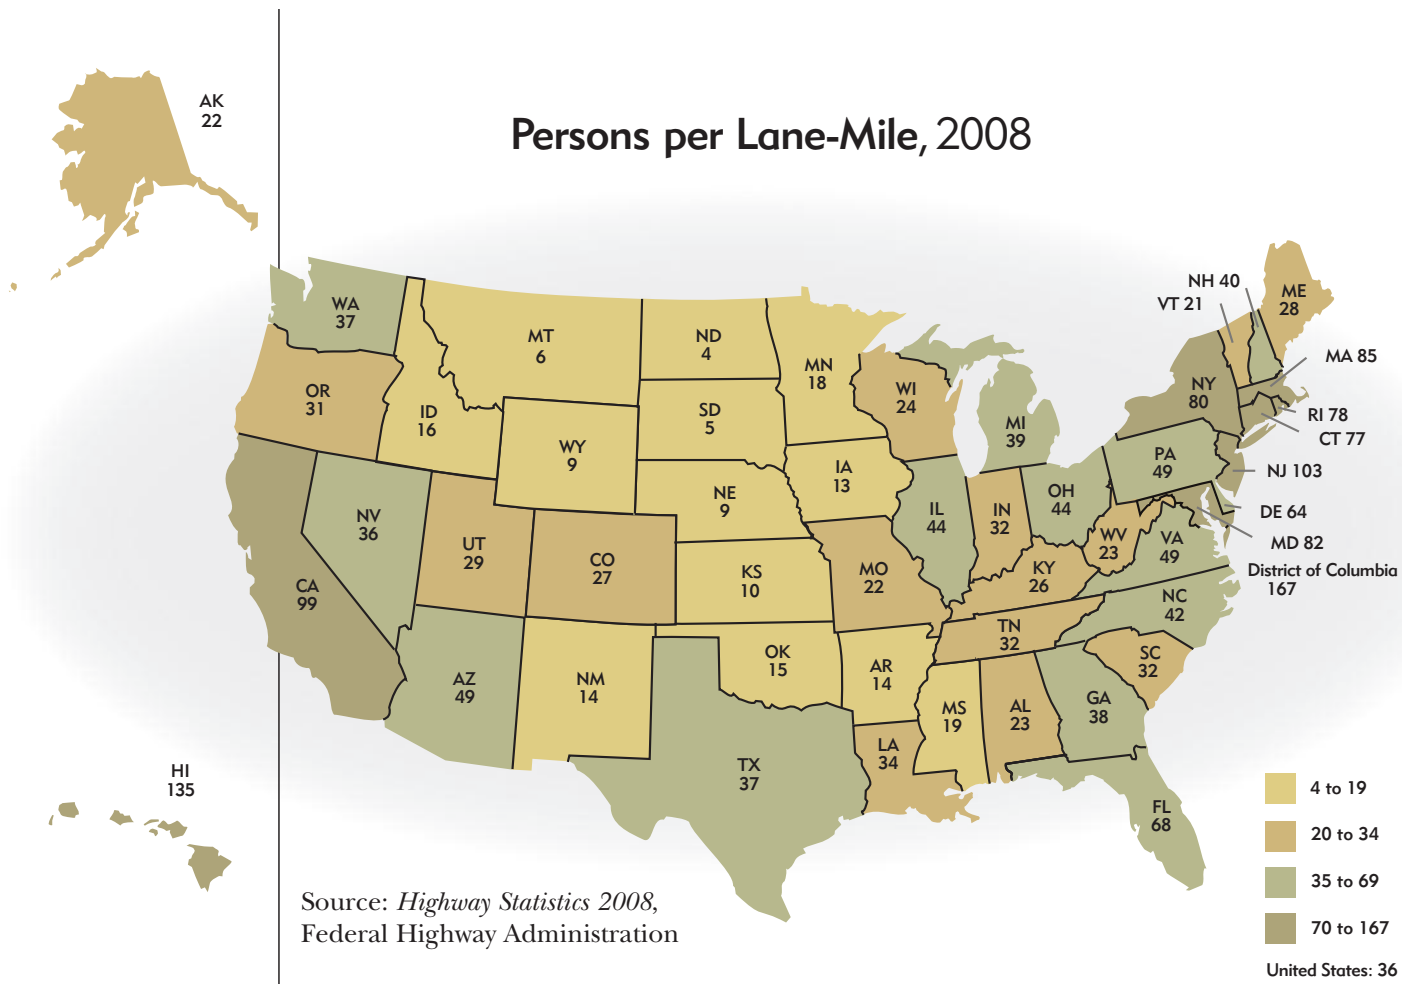 Persons per Lane-Mile, 2008
AK
22
HI
135
WA
37
OR
31
CA
99
NV
36
ID
16
MT
6
WY
9
UT
29
CO
27
AZ
49
NM
14
ND
4
SD
5
NE
9
KS
10
OK
15
TX
37
MN
18
IA
13
MO
22
AR
14
LA
34
WI
24
IL
44
MS
19
MI
39
IN
32
OH
44
KY
26
TN
32
AL
23
GA
38
FL
68
SC
32
NC
42
VA
49
WV
23
PA
49
NY
80
VT 21
NH 40
ME
28
MA 85
RI 78
CT 77
NJ 103
DE 64
MD 82
District of Columbia
167
4 to 19
20 to 34
35 to 69
70 to 167
United States: 36
Source: Highway Statistics 2008,
Federal Highway Administration